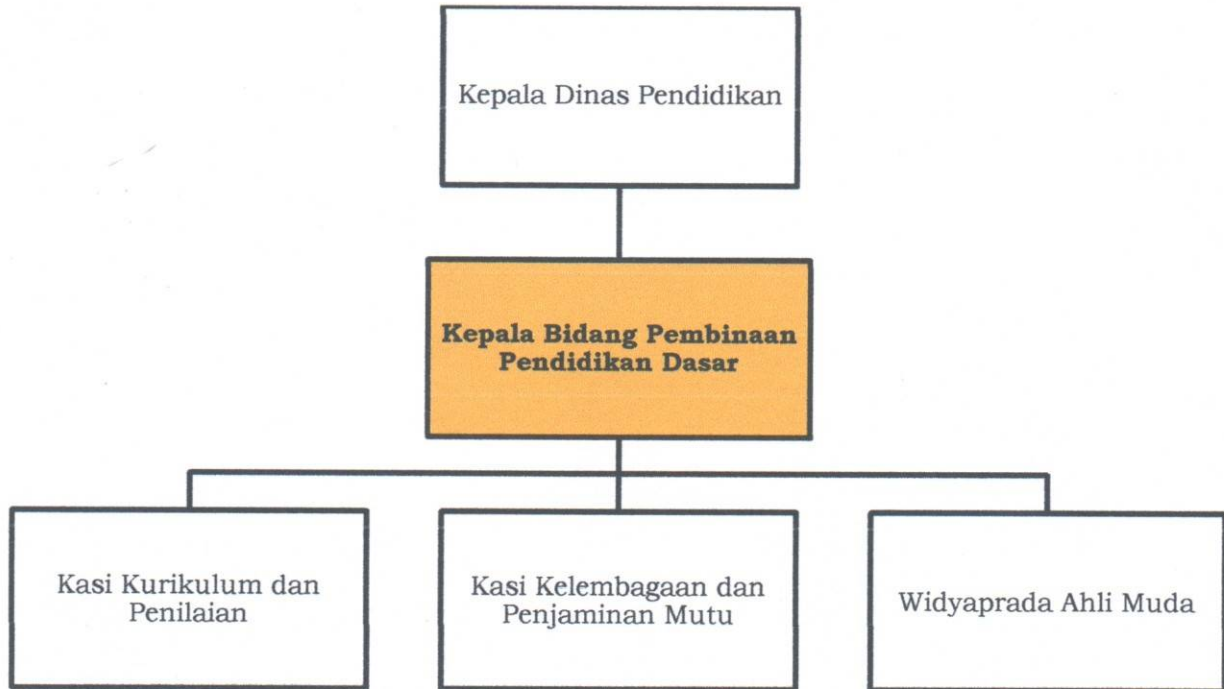 Kepala Dinas Pendidikan
Kepala Bidang Pembinaan
Pendidikan Dasar
Kasi Kurikulum dan
Penilaian
Kasi Kelembagaan dan
Penjaminan Mutu
Widyaprada Ahli Muda